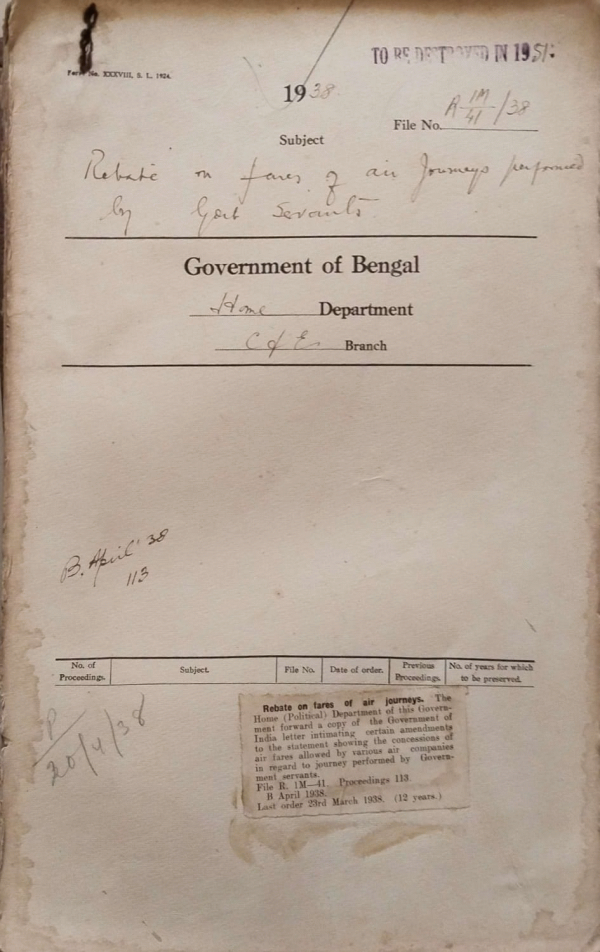 TO BE DESTROYED IN 1951.
Form No. XXXVIII, S. L. 1924.
1938
R 1M/41 /38
File No.
Subject
Rebate on fares of air Journeys performed
by Govt Servants
Government of Bengal
Home Department
C & E Branch
B. April '38
113
No. of Proceedings. Subject. File No. Date of order. Previous Proceedings. No. of years for which to be preserved.
P
20/4/38
Rebate on fares of air journeys. The
Home (Political) Department of this Govern-
ment forward a copy of the Government of
India letter intimating certain amendments
to the statement showing the concessions of
air fares allowed by various air companies
in regard to journey performed by Govern-
ment servants.
File R. 1M—41. Proceedings 113.
B April 1938.
Last order 23rd March 1938. (12 years.)